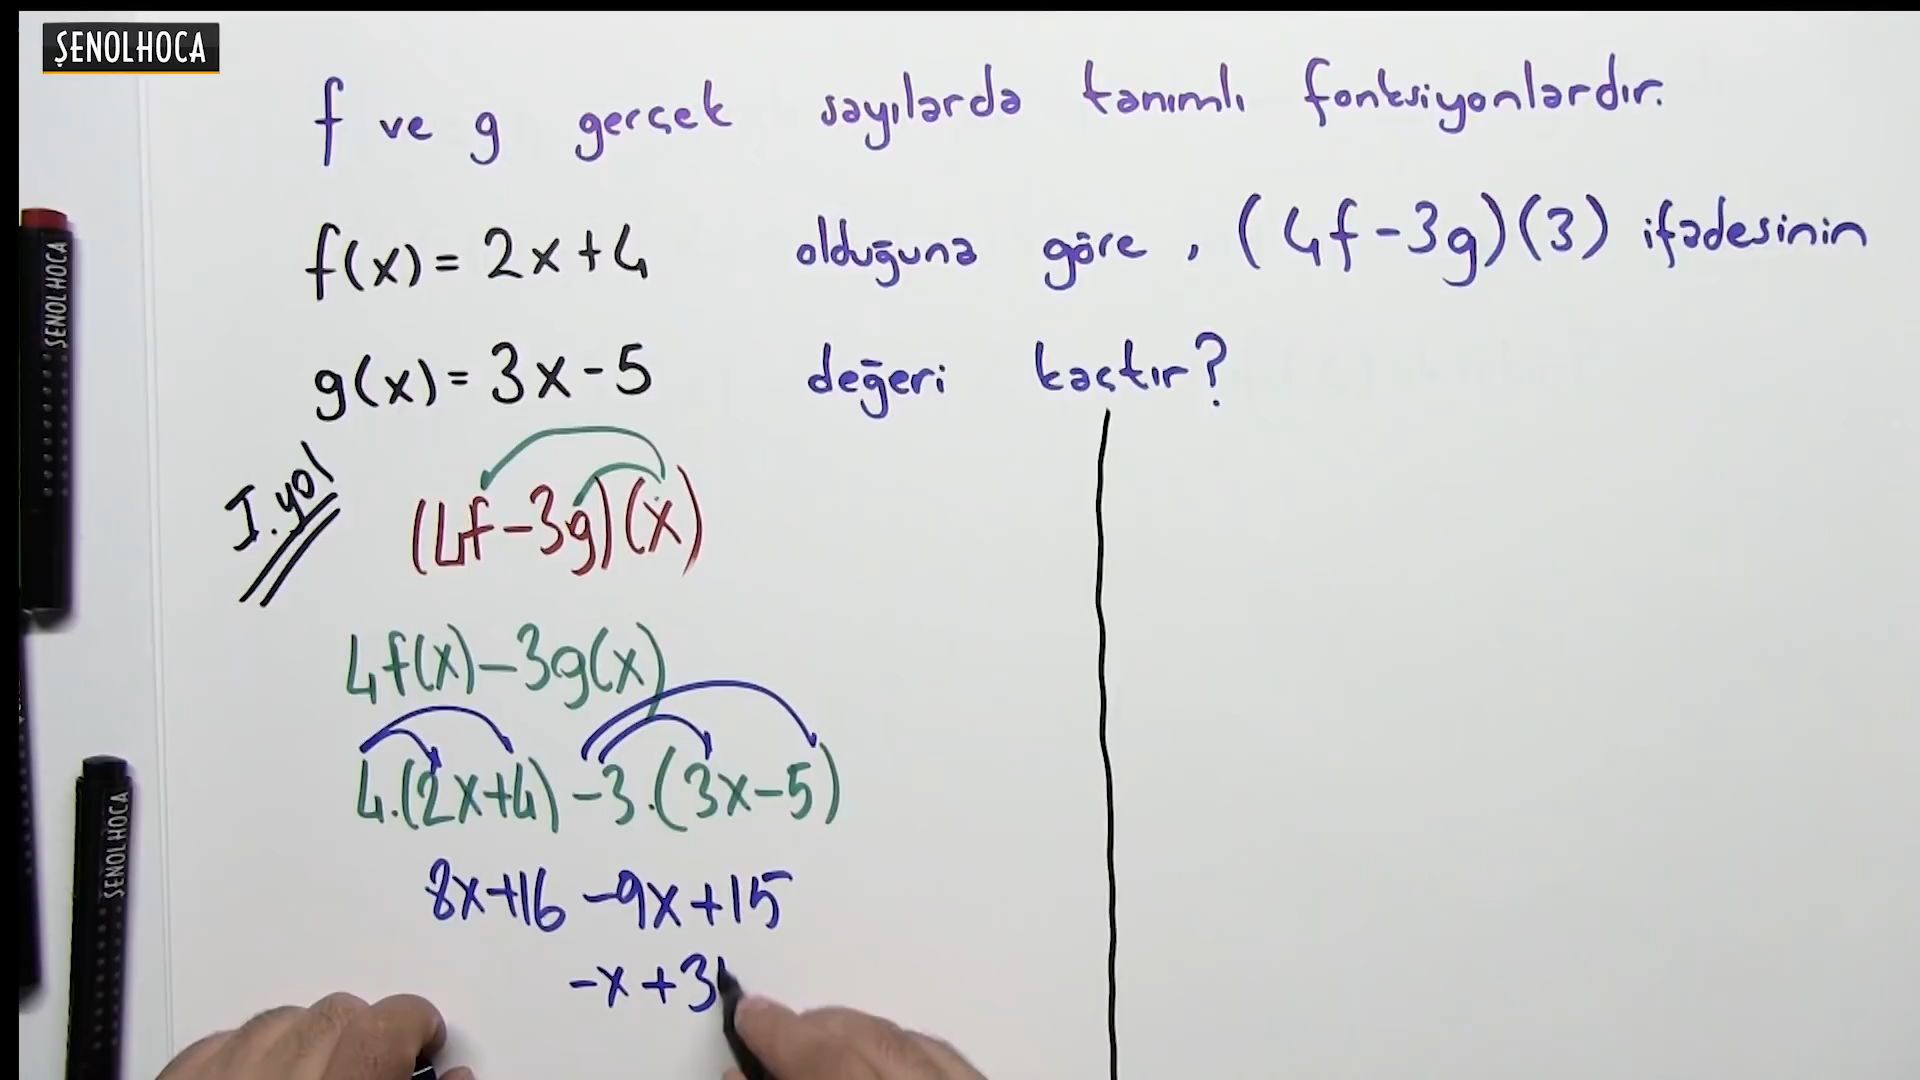 ŞENOLHOCA
f ve g gerçek sayılarda tanımlı fonksiyonlardır.
f(x) = 2x+4 olduğuna göre, (4f-3g)(3) ifadesinin
g(x) = 3x-5 değeri kaçtır?
I.yol
(4f-3g)(x)
4f(x)-3g(x)
4.(2x+4)-3.(3x-5)
8x+16 -9x+15
-x+3
ŞENOLHOCA
ŞENOLHOCA